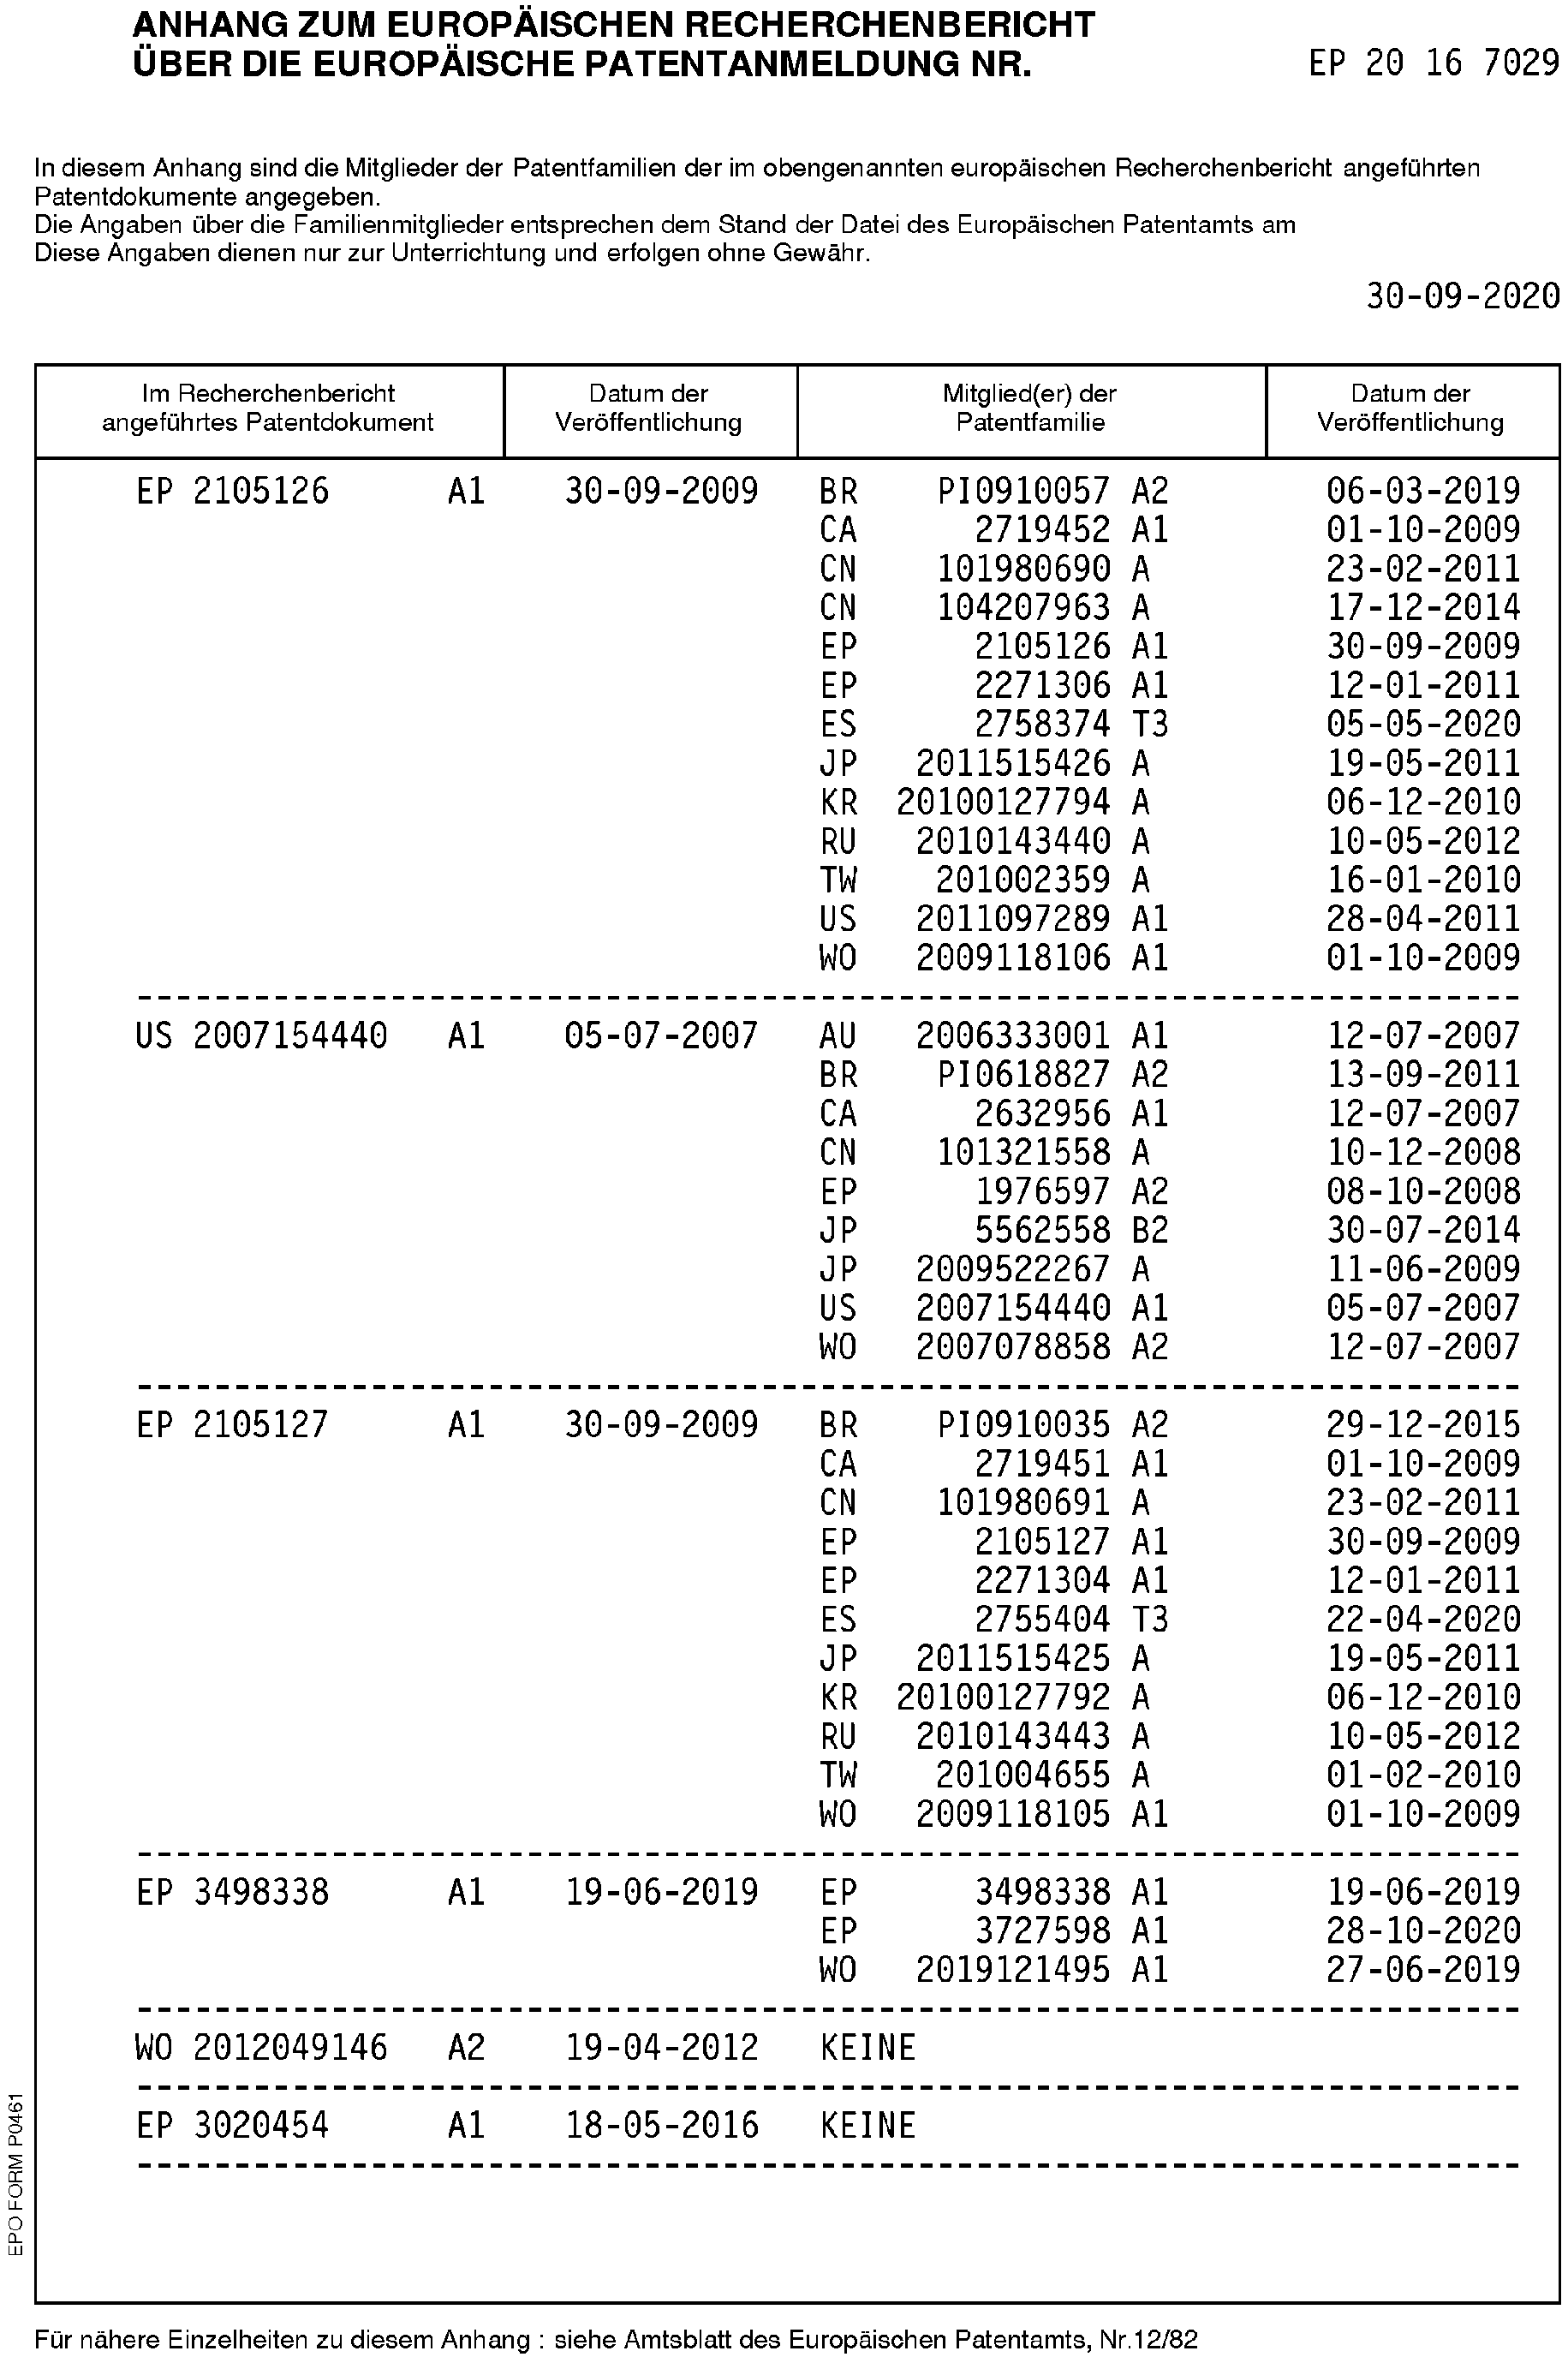 ANHANG ZUM EUROPÄISCHEN RECHERCHENBERICHT
ÜBER DIE EUROPÄISCHE PATENTANMELDUNG NR. EP 20 16 7029
In diesem Anhang sind die Mitglieder der Patentfamilien der im obengenannten europäischen Recherchenbericht angeführten
Patentdokumente angegeben.
Die Angaben über die Familienmitglieder entsprechen dem Stand der Datei des Europäischen Patentamts am
Diese Angaben dienen nur zur Unterrichtung und erfolgen ohne Gewähr.
30-09-2020
Im Recherchenbericht angeführtes Patentdokument | Datum der Veröffentlichung | Mitglied(er) der Patentfamilie | Datum der Veröffentlichung
EP 2105126 A1 30-09-2009 BR PI0910057 A2 06-03-2019
CA 2719452 A1 01-10-2009
CN 101980690 A 23-02-2011
CN 104207963 A 17-12-2014
EP 2105126 A1 30-09-2009
EP 2271306 A1 12-01-2011
ES 2758374 T3 05-05-2020
JP 2011515426 A 19-05-2011
KR 20100127794 A 06-12-2010
RU 2010143440 A 10-05-2012
TW 201002359 A 16-01-2010
US 2011097289 A1 28-04-2011
WO 2009118106 A1 01-10-2009
US 2007154440 A1 05-07-2007 AU 2006333001 A1 12-07-2007
BR PI0618827 A2 13-09-2011
CA 2632956 A1 12-07-2007
CN 101321558 A 10-12-2008
EP 1976597 A2 08-10-2008
JP 5562558 B2 30-07-2014
JP 2009522267 A 11-06-2009
US 2007154440 A1 05-07-2007
WO 2007078858 A2 12-07-2007
EP 2105127 A1 30-09-2009 BR PI0910035 A2 29-12-2015
CA 2719451 A1 01-10-2009
CN 101980691 A 23-02-2011
EP 2105127 A1 30-09-2009
EP 2271304 A1 12-01-2011
ES 2755404 T3 22-04-2020
JP 2011515425 A 19-05-2011
KR 20100127792 A 06-12-2010
RU 2010143443 A 10-05-2012
TW 201004655 A 01-02-2010
WO 2009118105 A1 01-10-2009
EP 3498338 A1 19-06-2019 EP 3498338 A1 19-06-2019
EP 3727598 A1 28-10-2020
WO 2019121495 A1 27-06-2019
WO 2012049146 A2 19-04-2012 KEINE
EP 3020454 A1 18-05-2016 KEINE
EPO FORM P0461
Für nähere Einzelheiten zu diesem Anhang : siehe Amtsblatt des Europäischen Patentamts, Nr.12/82